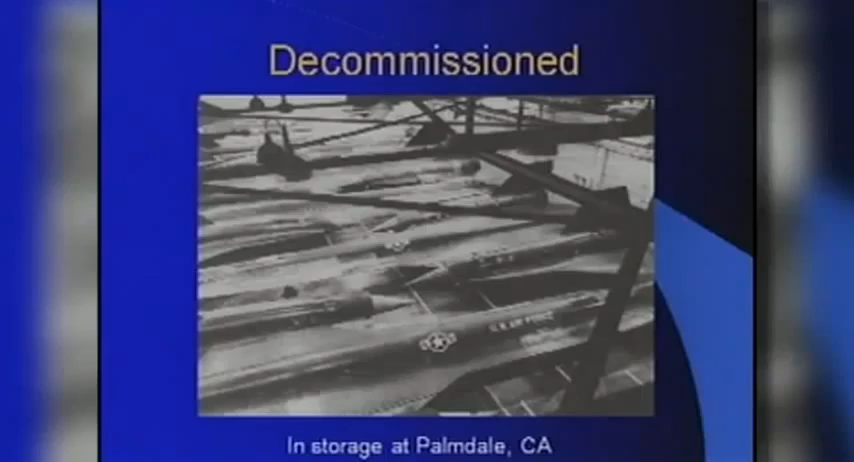 Decommissioned
U.S. AIR FORCE
In storage at Palmdale, CA